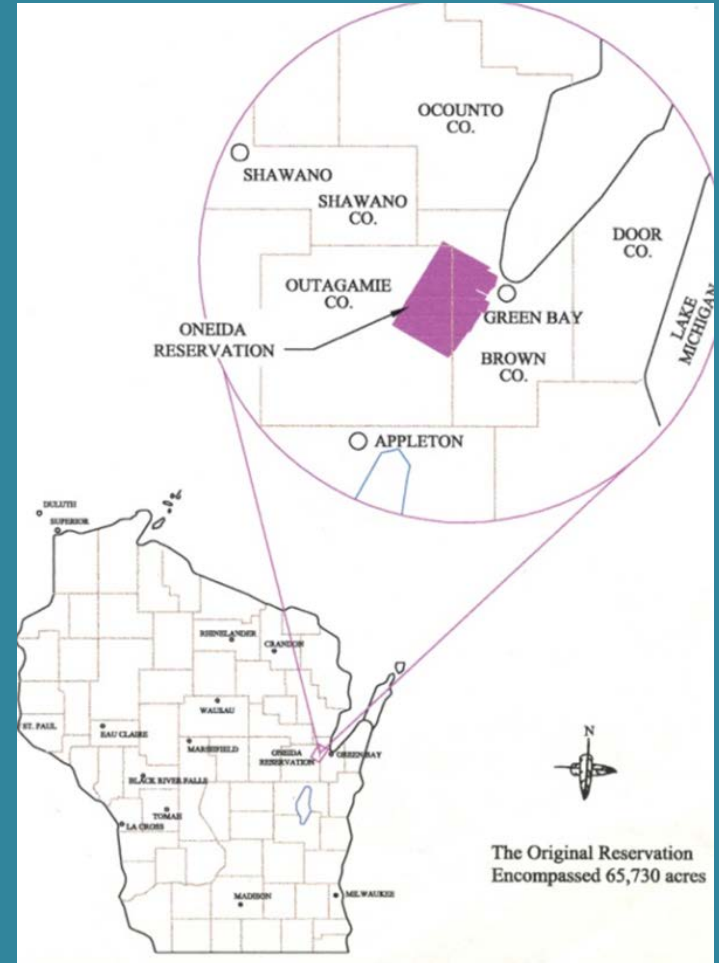 OCOUNTO
CO.
SHAWANO
SHAWANO
CO.
DOOR
CO.
OUTAGAMIE
CO.
GREEN BAY
LAKE
MICHIGAN
ONEIDA
RESERVATION
BROWN
CO.
APPLETON
DULUTH
SUPERIOR
RHINELANDER
CRANDON
WAUSAU
ST. PAUL
EAU CLAIRE
MARSHFIELD
ONEIDA
RESERVATION
GREEN BAY
N
BLACK RIVER FALLS
TOMAH
LA CROSS
The Original Reservation
Encompassed 65,730 acres
MADISON
MILWAUKEE